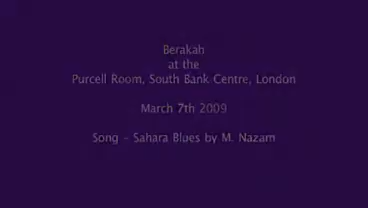 Berakah
at the
Purcell Room, South Bank Centre, London
March 7th 2009
Song - Sahara Blues by M. Nazam